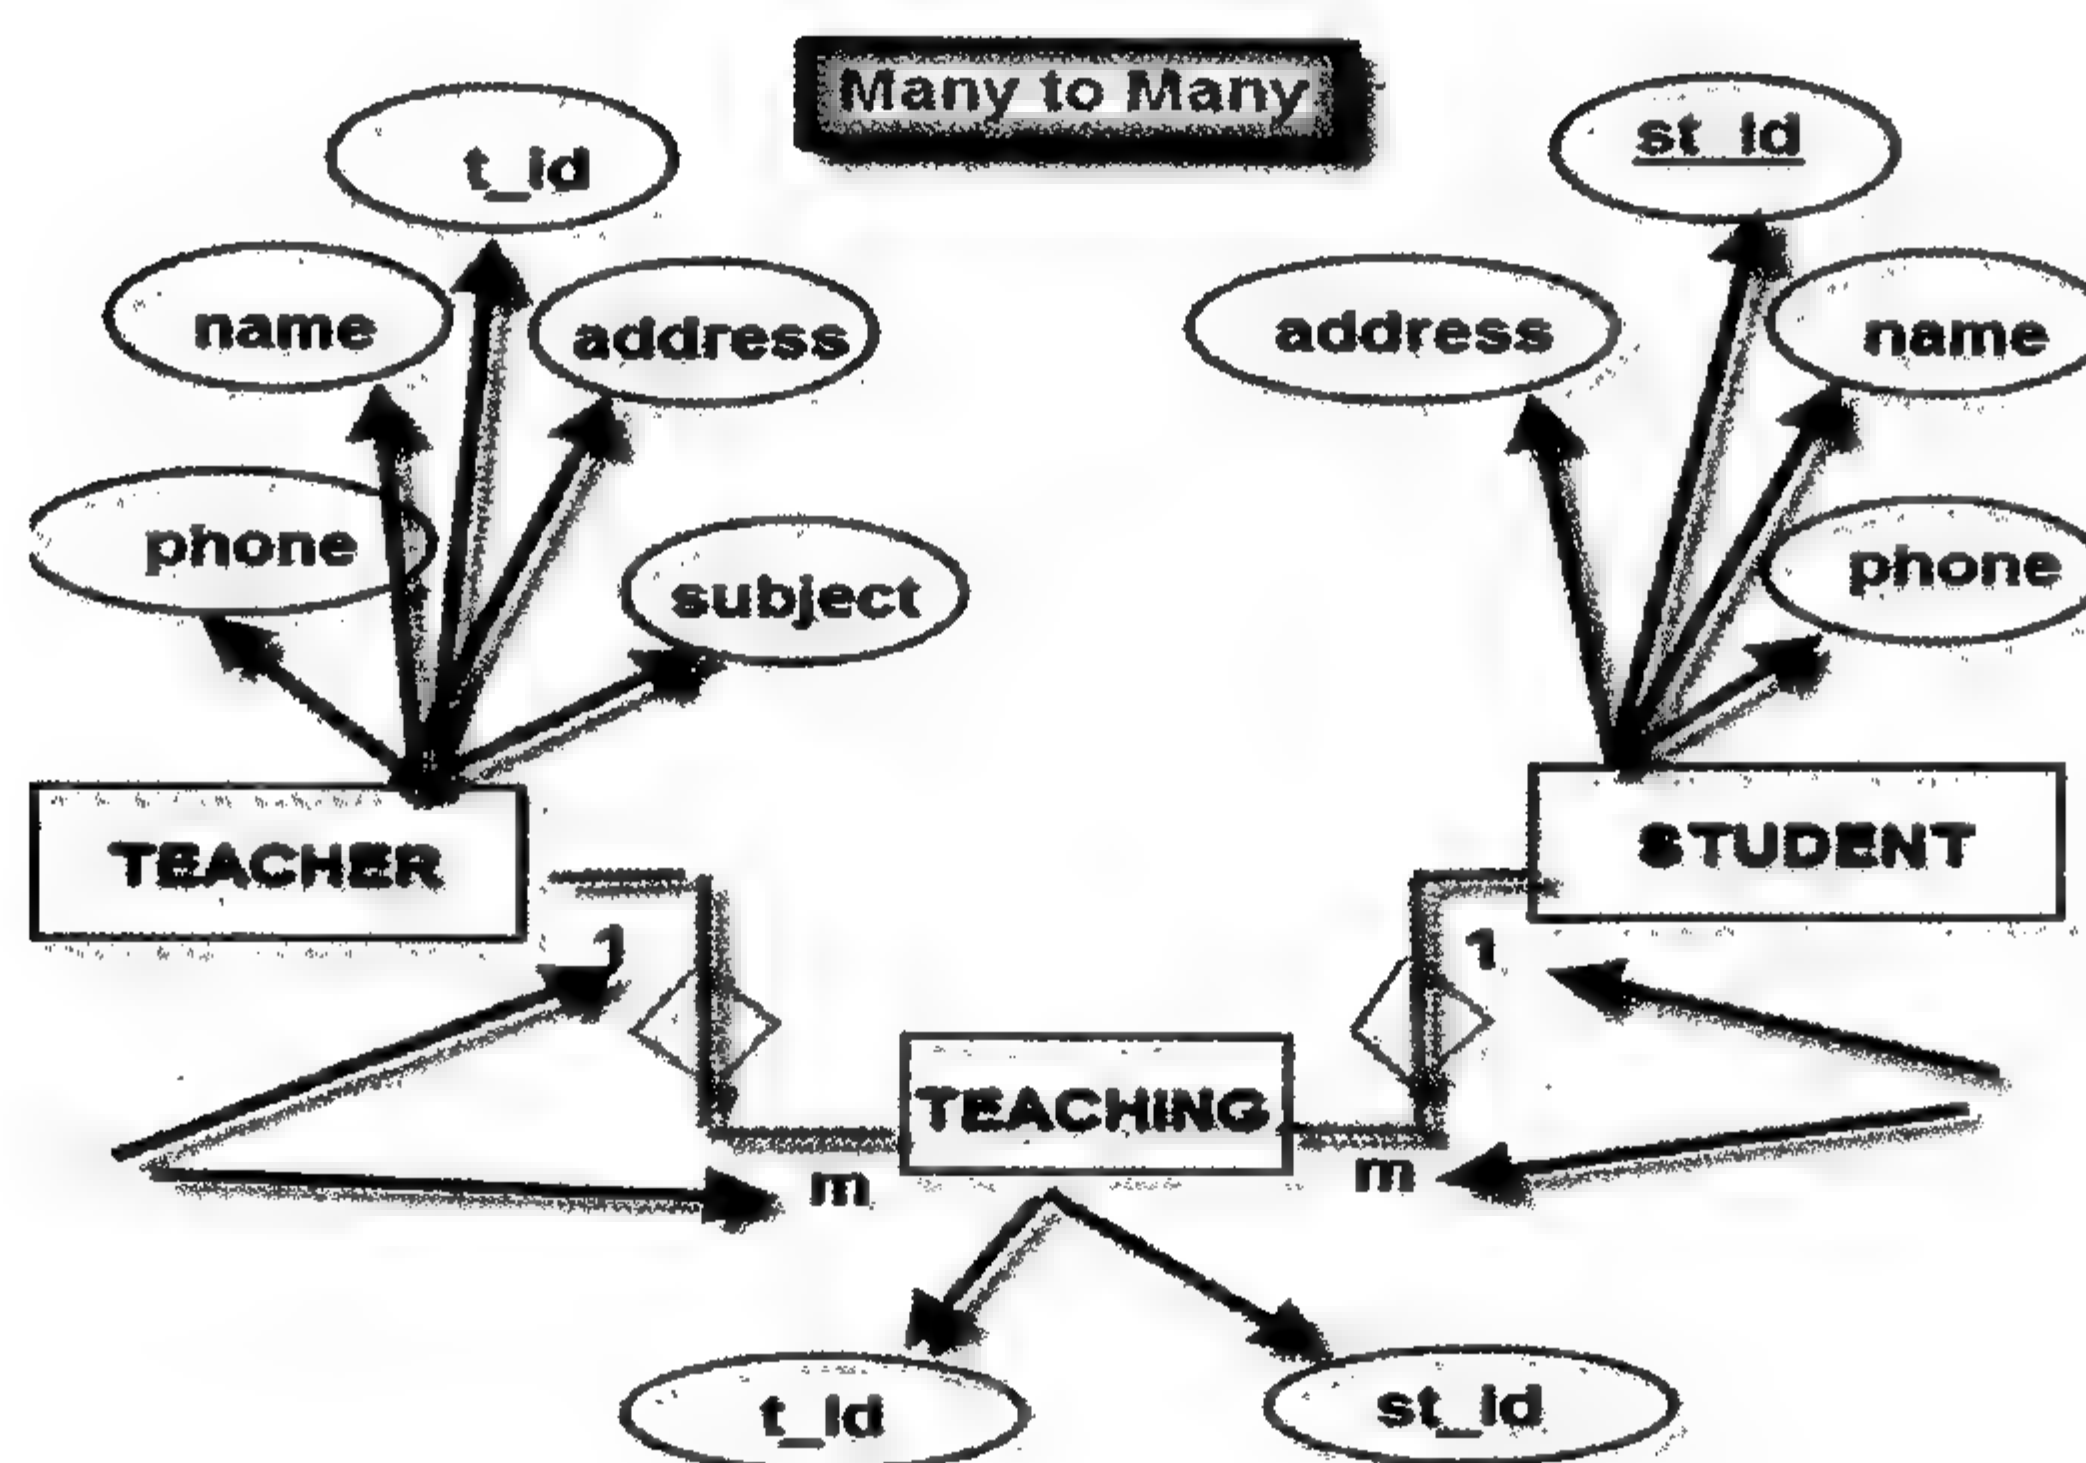 Many to Many
t_id
st_id
name
address
address
name
phone
subject
phone
TEACHER
STUDENT
1
1
TEACHING
m
m
t_id
st_id